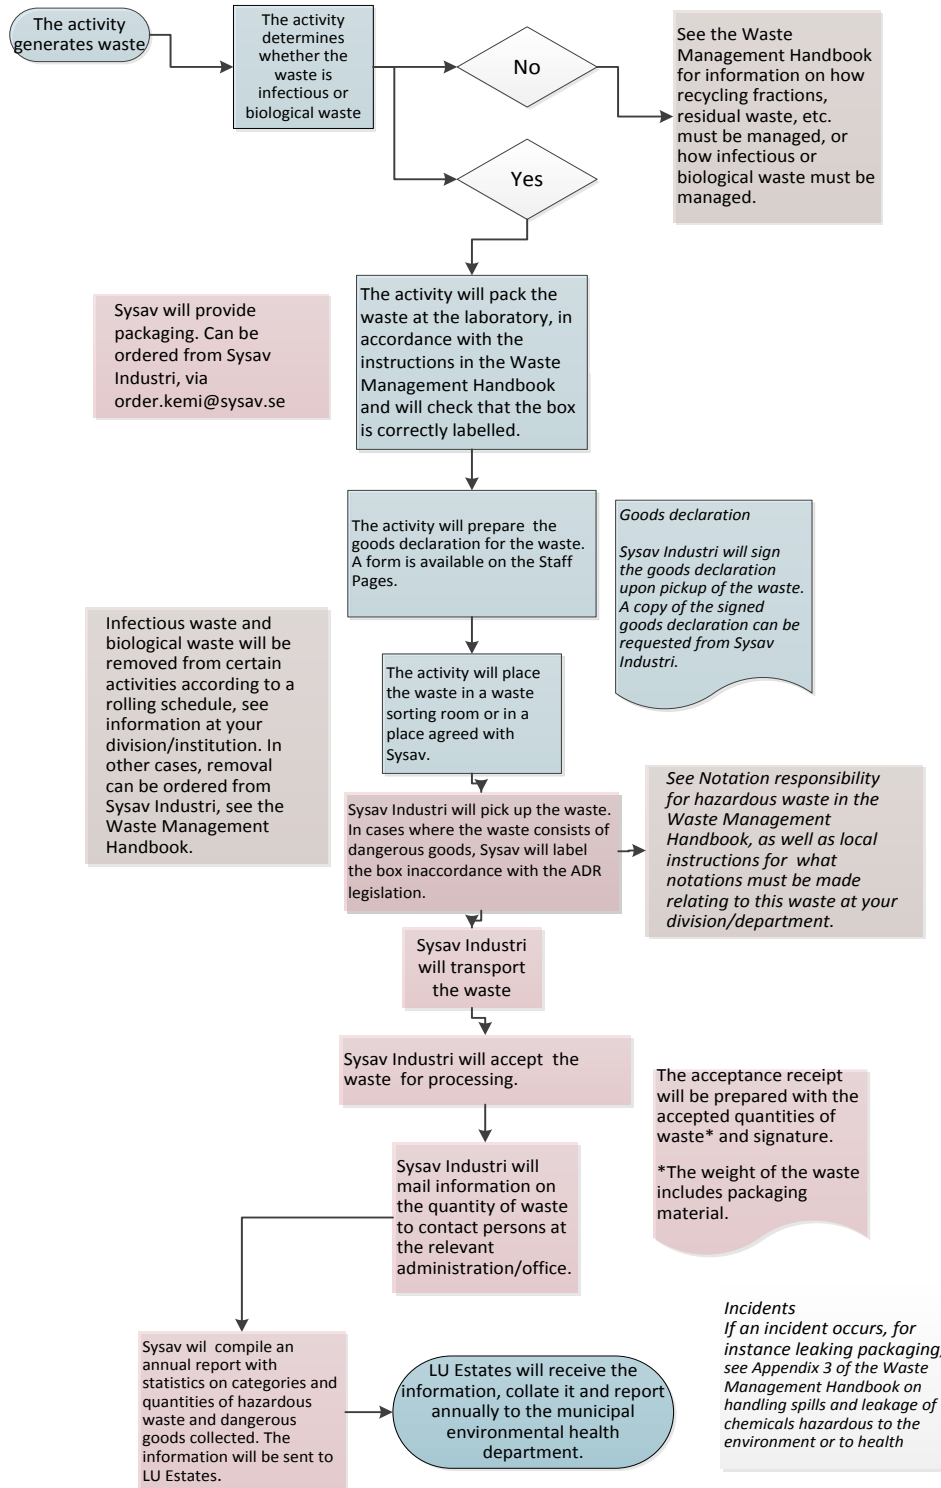 The activity
generates waste
The activity
determines
whether the
waste is
infectious or
biological waste
No
See the Waste
Management Handbook
for information on how
recycling fractions,
residual waste, etc.
must be managed, or
how infectious or
biological waste must be
managed.
Yes
Sysav will provide
packaging. Can be
ordered from Sysav
Industri, via
order.kemi@sysav.se
The activity will pack the
waste at the laboratory, in
accordance with the
instructions in the Waste
Management Handbook
and will check that the box
is correctly labelled.
The activity will prepare the
goods declaration for the waste.
A form is available on the Staff
Pages.
Goods declaration
Sysav Industri will sign
the goods declaration
upon pickup of the waste.
A copy of the signed
goods declaration can be
requested from Sysav
Industri.
Infectious waste and
biological waste will be
removed from certain
activities according to a
rolling schedule, see
information at your
division/institution. In
other cases, removal
can be ordered from
Sysav Industri, see the
Waste Management
Handbook.
The activity will place
the waste in a waste
sorting room or in a
place agreed with
Sysav.
Sysav Industri will pick up the waste.
In cases where the waste consists of
dangerous goods, Sysav will label
the box inaccordance with the ADR
legislation.
See Notation responsibility
for hazardous waste in the
Waste Management
Handbook, as well as local
instructions for what
notations must be made
relating to this waste at your
division/department.
Sysav Industri
will transport
the waste
Sysav Industri will accept the
waste for processing.
The acceptance receipt
will be prepared with the
accepted quantities of
waste* and signature.
*The weight of the waste
includes packaging
material.
Sysav Industri will
mail information on
the quantity of waste
to contact persons at
the relevant
administration/office.
Incidents
If an incident occurs, for
instance leaking packaging,
see Appendix 3 of the Waste
Management Handbook on
handling spills and leakage of
chemicals hazardous to the
environment or to health
Sysav wil compile an
annual report with
statistics on categories and
quantities of hazardous
waste and dangerous
goods collected. The
information will be sent to
LU Estates.
LU Estates will receive the
information, collate it and report
annually to the municipal
environmental health
department.